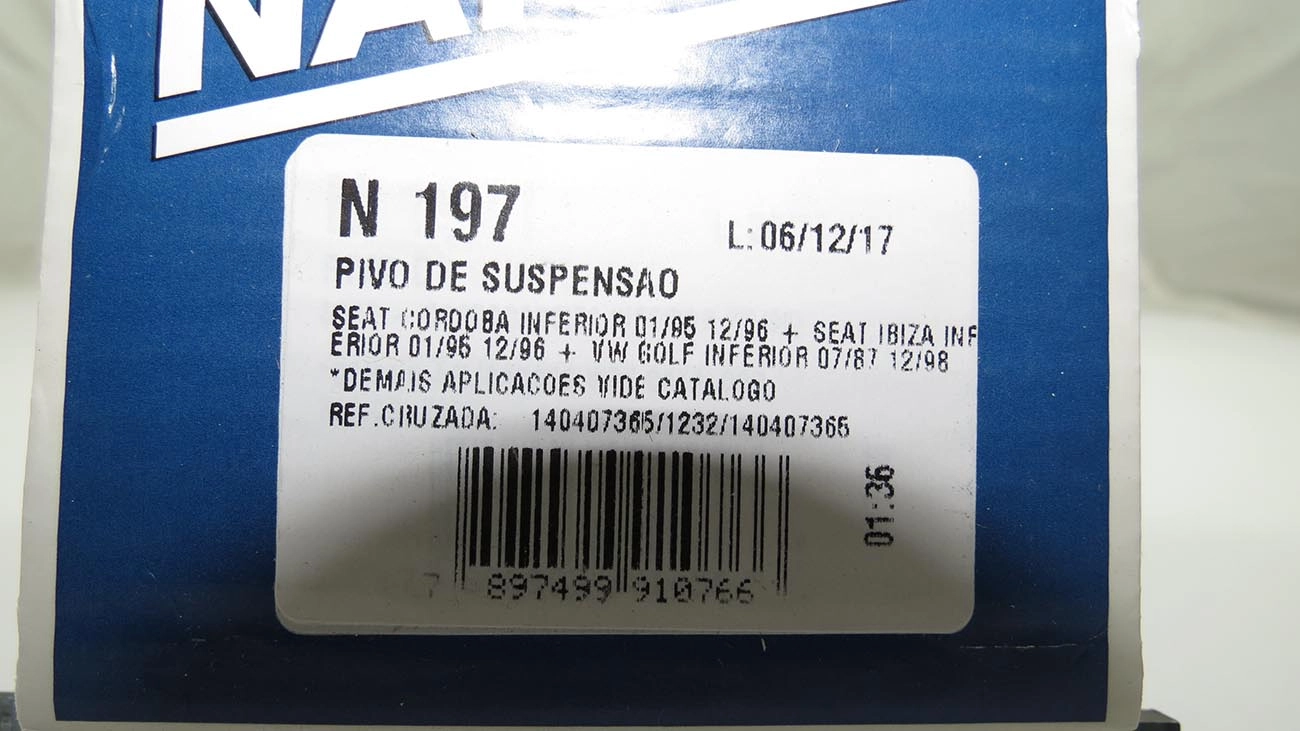 N 197
L: 06/12/17
PIVO DE SUSPENSAO
SEAT CORDOBA INFERIOR 01/95 12/96 + SEAT IBIZA INF
ERIOR 01/95 12/96 + VW GOLF INFERIOR 07/87 12/98
*DEMAIS APLICACOES VIDE CATALOGO
REF.CRUZADA: 140407365/1232/140407365
01:36
7 897499 910766